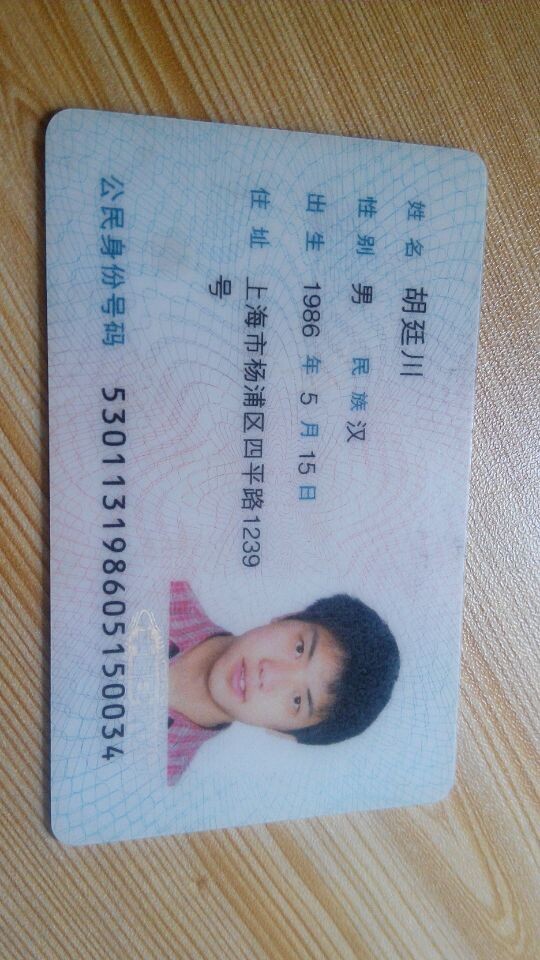 姓名 胡廷川
性别 男 民族 汉
出生 1986 年 5 月 15 日
住址 上海市杨浦区四平路1239
号
公民身份号码 530113198605150034